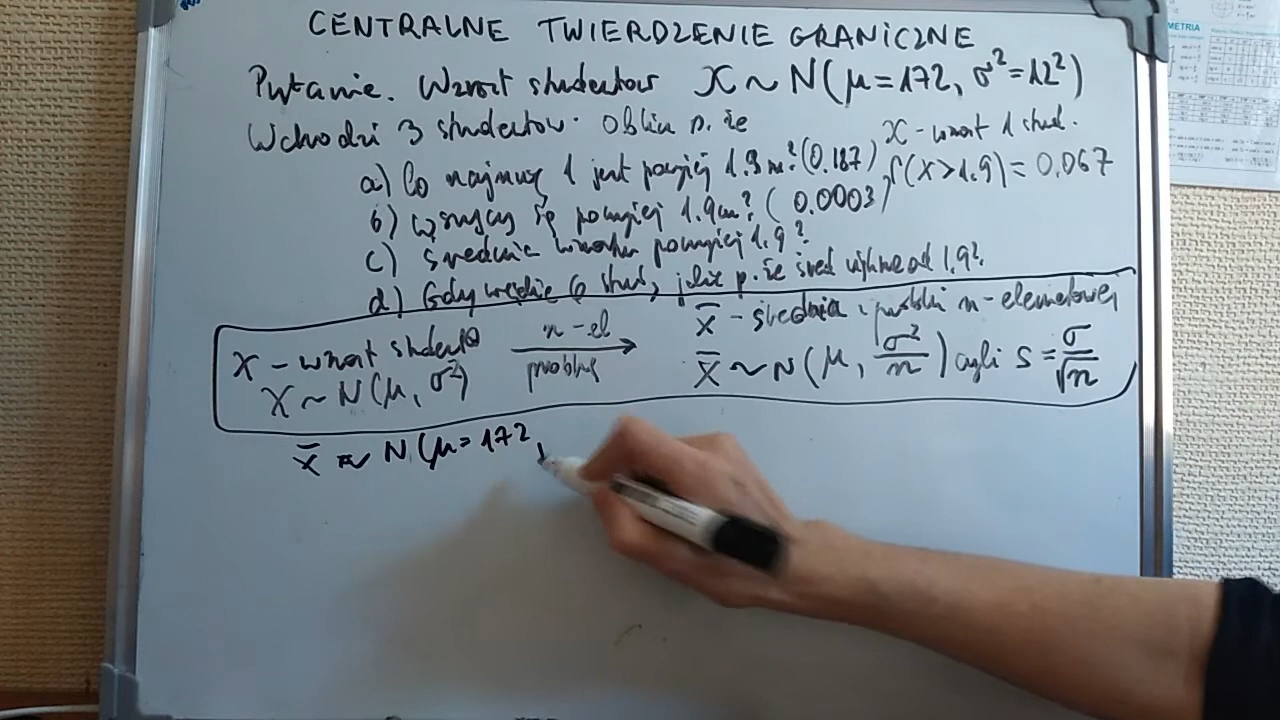 CENTRALNE TWIERDZENIE GRANICZNE
Pytanie. Wzrost studentów X ~ N(μ=172, σ²=12²)
Wchodzi 3 studentów. Oblicz p. że
X - wzrost 1 stud.
a) Co najmniej 1 jest powyżej 1.9 m? (0.187) P(X>1.9) = 0.067
b) wszyscy są powyżej 1.9m? (0.0003)
c) średnia wzrostu powyżej 1.9?
d) Gdy wejdzie 6 stud, jakie p. że śred większe od 1.9?
X - wzrost studenta n-el próbka X̄ - średnia z próbki n-elementowej
X ~ N(μ, σ²) X̄ ~ N(μ, σ²/n) czyli S = σ/√n
X̄ ~ N(μ=172,
METRIA